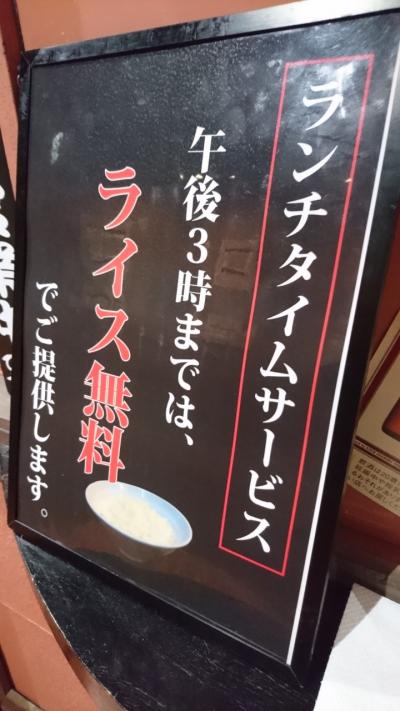 ランチタイムサービス
午後3時までは、
ライス無料
でご提供します。